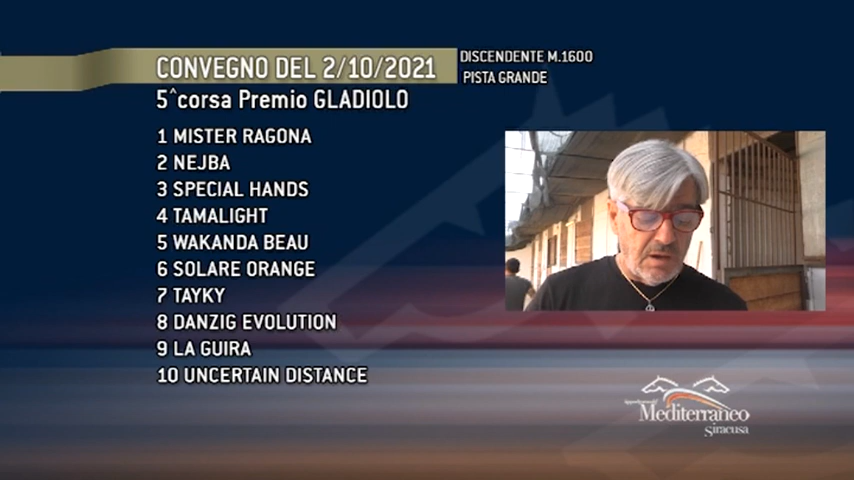 CONVEGNO DEL 2/10/2021
DISCENDENTE M.1600
PISTA GRANDE
5^corsa Premio GLADIOLO
1 MISTER RAGONA
2 NEJBA
3 SPECIAL HANDS
4 TAMALIGHT
5 WAKANDA BEAU
6 SOLARE ORANGE
7 TAYKY
8 DANZIG EVOLUTION
9 LA GUIRA
10 UNCERTAIN DISTANCE
Mediterraneo
Siracusa